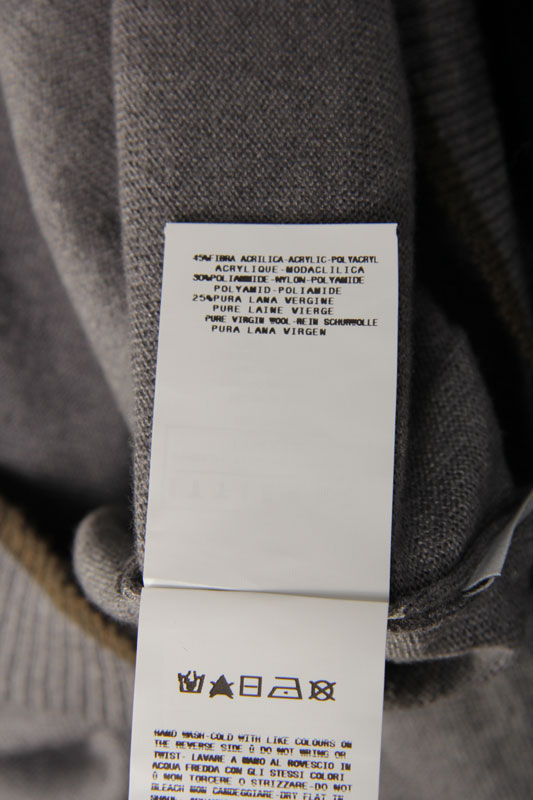 45%FIBRA ACRILICA-ACRYLIC-POLYACRYL
ACRYLIQUE-MODACLILICA
30%POLIAMMIDE-NYLON-POLYAMIDE
POLYAMID-POLIAMIDE
25%PURA LANA VERGINE
PURE LAINE VIERGE
PURE VIRGIN WOOL-REIN SCHURWOLLE
PURA LANA VIRGEN
HAND WASH-COLD WITH LIKE COLOURS ON
THE REVERSE SIDE Û DO NOT WRING OR
TWIST- LAVARE A MANO AL ROVESCIO IN
ACQUA FREDDA CON GLI STESSI COLORI
Û NON TORCERE O STRIZZARE-DO NOT
BLEACH NON CANDEGGIARE-DRY FLAT IN